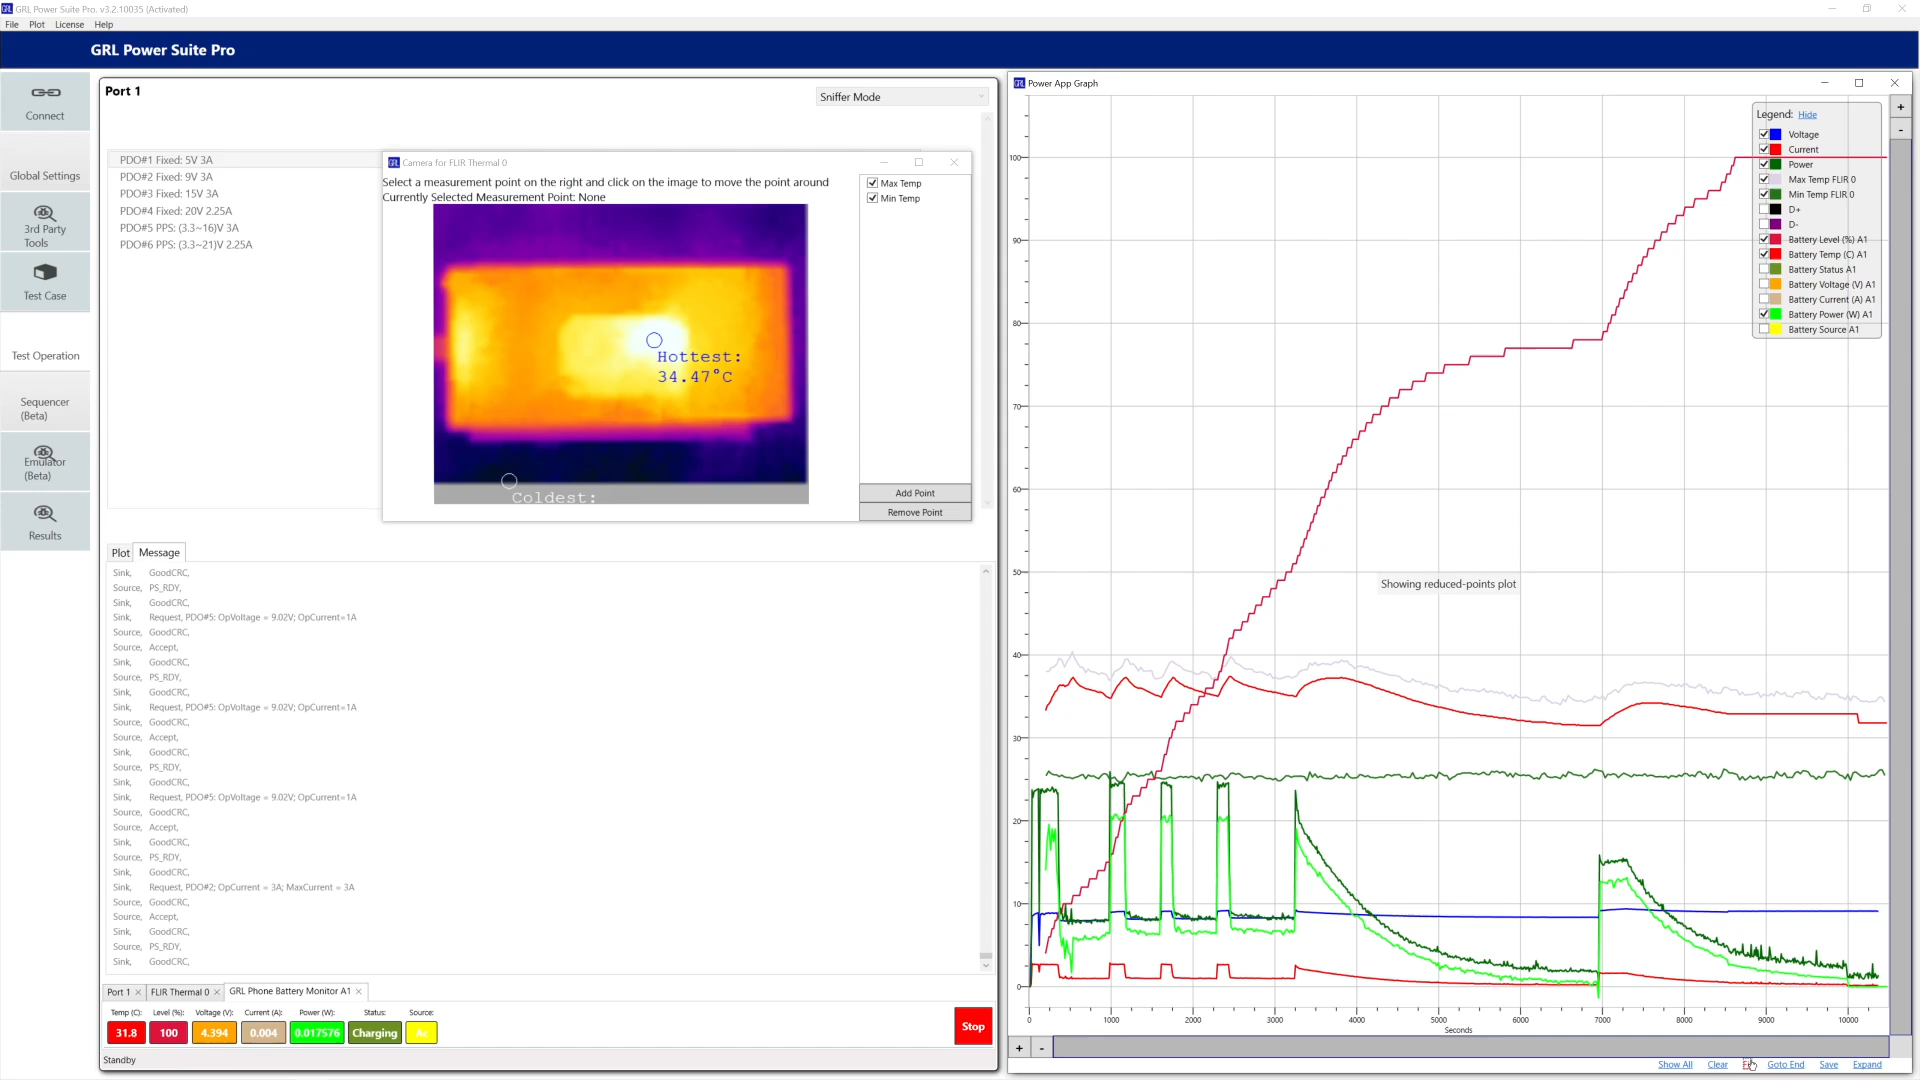 GRL Power Suite Pro. v3.2.10035 (Activated)
File Plot License Help
GRL Power Suite Pro
Connect
Global Settings
3rd Party
Tools
Test Case
Test Operation
Sequencer
(Beta)
Emulator
(Beta)
Results
Port 1
Sniffer Mode
PDO#1 Fixed: 5V 3A
PDO#2 Fixed: 9V 3A
PDO#3 Fixed: 15V 3A
PDO#4 Fixed: 20V 2.25A
PDO#5 PPS: (3.3~16)V 3A
PDO#6 PPS: (3.3~21)V 2.25A
Camera for FLIR Thermal 0
Select a measurement point on the right and click on the image to move the point around
Currently Selected Measurement Point: None
Max Temp
Min Temp
Hottest:
34.47°C
Coldest:
Add Point
Remove Point
Plot Message
Sink, GoodCRC,
Source, PS_RDY,
Sink, GoodCRC,
Sink, Request, PDO#5: OpVoltage = 9.02V; OpCurrent=1A
Source, GoodCRC,
Source, Accept,
Sink, GoodCRC,
Source, PS_RDY,
Sink, GoodCRC,
Sink, Request, PDO#5: OpVoltage = 9.02V; OpCurrent=1A
Source, GoodCRC,
Source, Accept,
Sink, GoodCRC,
Source, PS_RDY,
Sink, GoodCRC,
Sink, Request, PDO#5: OpVoltage = 9.02V; OpCurrent=1A
Source, GoodCRC,
Source, Accept,
Sink, GoodCRC,
Source, PS_RDY,
Sink, GoodCRC,
Sink, Request, PDO#2; OpCurrent = 3A; MaxCurrent = 3A
Source, GoodCRC,
Source, Accept,
Sink, GoodCRC,
Source, PS_RDY,
Sink, GoodCRC,
Port 1 × FLIR Thermal 0 × GRL Phone Battery Monitor A1 ×
Temp (C): Level (%): Voltage (V): Current (A): Power (W): Status: Source:
31.8 100 4.394 0.004 0.017576 Charging Ac
Stop
Standby
Power App Graph
Legend: Hide
Voltage
Current
Power
Max Temp FLIR 0
Min Temp FLIR 0
D+
D-
Battery Level (%) A1
Battery Temp (C) A1
Battery Status A1
Battery Voltage (V) A1
Battery Current (A) A1
Battery Power (W) A1
Battery Source A1
+
-
100
90
80
70
60
50
40
30
20
10
0
Showing reduced-points plot
0 1000 2000 3000 4000 5000 6000 7000 8000 9000 10000
Seconds
+ -
Show All Clear Goto End Save Expand